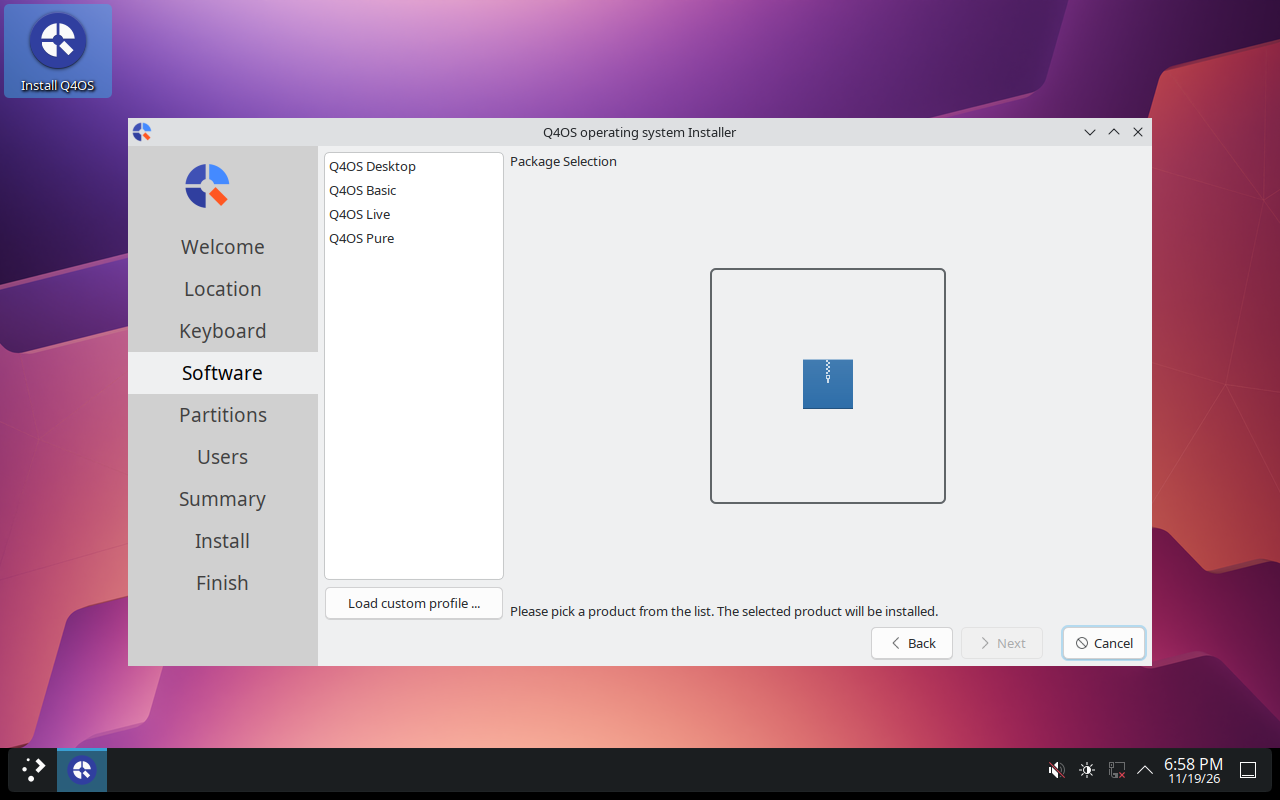 Install Q4OS
Q4OS operating system Installer
Welcome
Location
Keyboard
Software
Partitions
Users
Summary
Install
Finish
Q4OS Desktop
Q4OS Basic
Q4OS Live
Q4OS Pure
Load custom profile ...
Package Selection
Please pick a product from the list. The selected product will be installed.
Back
Next
Cancel
6:58 PM
11/19/26